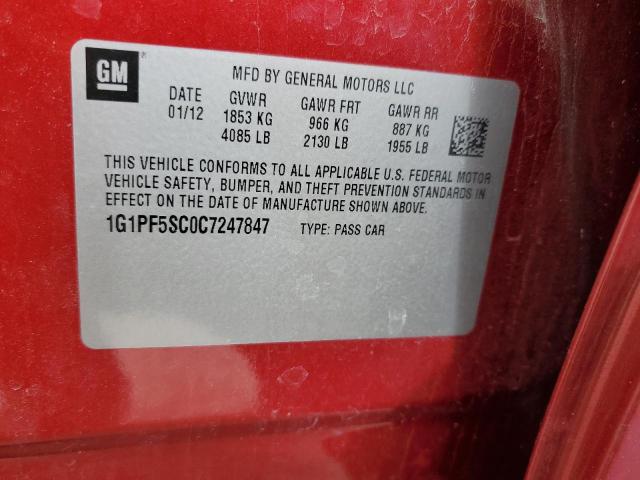 GM
MFD BY GENERAL MOTORS LLC
DATE GVWR GAWR FRT GAWR RR
01/12 1853 KG 966 KG 887 KG
4085 LB 2130 LB 1955 LB
THIS VEHICLE CONFORMS TO ALL APPLICABLE U.S. FEDERAL MOTOR
VEHICLE SAFETY, BUMPER, AND THEFT PREVENTION STANDARDS IN
EFFECT ON THE DATE OF MANUFACTURE SHOWN ABOVE.
1G1PF5SC0C7247847 TYPE: PASS CAR